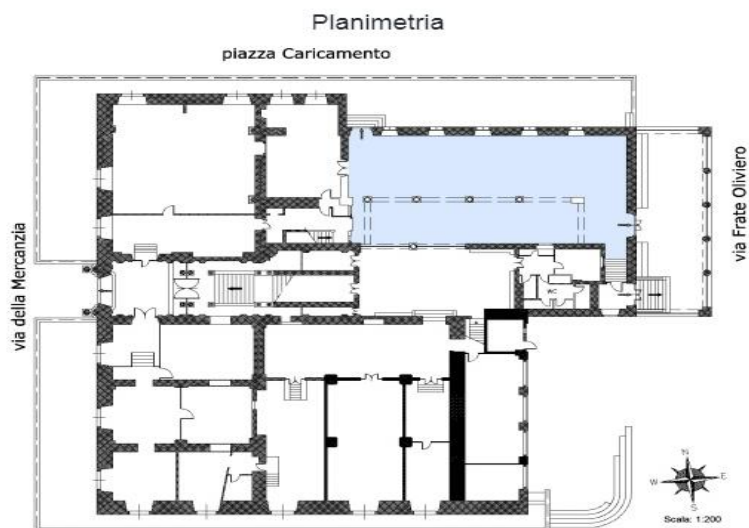 Planimetria
piazza Caricamento
via della Mercanzia
via Frate Oliviero
WC
N
W E
S
Scala: 1:200